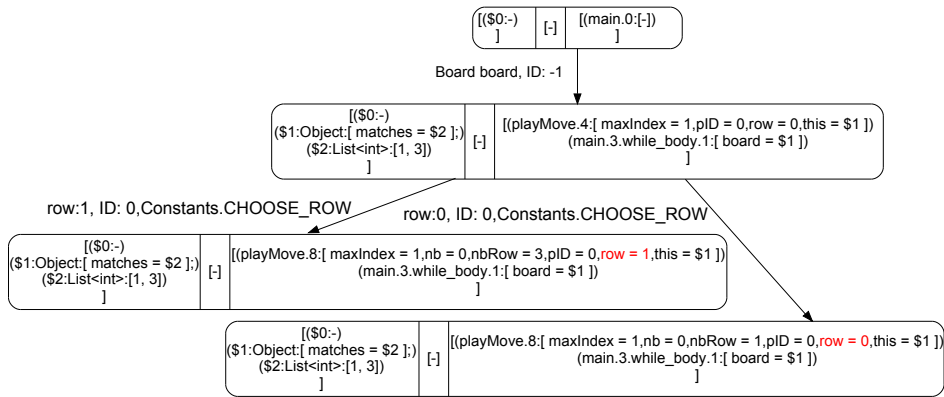 [($0:-)
]
[-]
[(main.0:[-])
]
Board board, ID: -1
[($0:-)
($1:Object:[ matches = $2 ];)
($2:List<int>:[1, 3])
]
[-]
[(playMove.4:[ maxIndex = 1,pID = 0,row = 0,this = $1 ])
(main.3.while_body.1:[ board = $1 ])
]
row:1, ID: 0,Constants.CHOOSE_ROW
row:0, ID: 0,Constants.CHOOSE_ROW
[($0:-)
($1:Object:[ matches = $2 ];)
($2:List<int>:[1, 3])
]
[-]
[(playMove.8:[ maxIndex = 1,nb = 0,nbRow = 3,pID = 0,row = 1,this = $1 ])
(main.3.while_body.1:[ board = $1 ])
]
[($0:-)
($1:Object:[ matches = $2 ];)
($2:List<int>:[1, 3])
]
[-]
[(playMove.8:[ maxIndex = 1,nb = 0,nbRow = 1,pID = 0,row = 0,this = $1 ])
(main.3.while_body.1:[ board = $1 ])
]